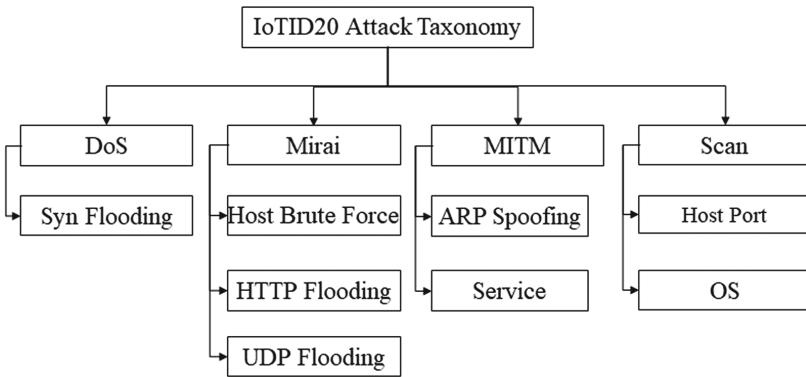 IoTID20 Attack Taxonomy
DoS
Mirai
MITM
Scan
Syn Flooding
Host Brute Force
ARP Spoofing
Host Port
HTTP Flooding
Service
OS
UDP Flooding